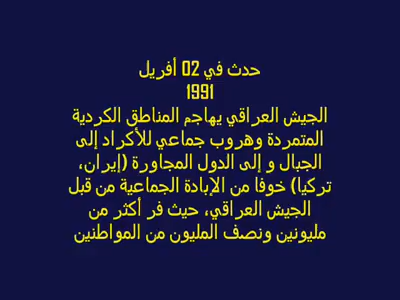 حدث في 02 أفريل
1991
الجيش العراقي يهاجم المناطق الكردية
المتمردة وهروب جماعي للأكراد إلى
الجبال و إلى الدول المجاورة (إيران،
تركيا) خوفا من الإبادة الجماعية من قبل
الجيش العراقي، حيث فر أكثر من
مليونين ونصف المليون من المواطنين